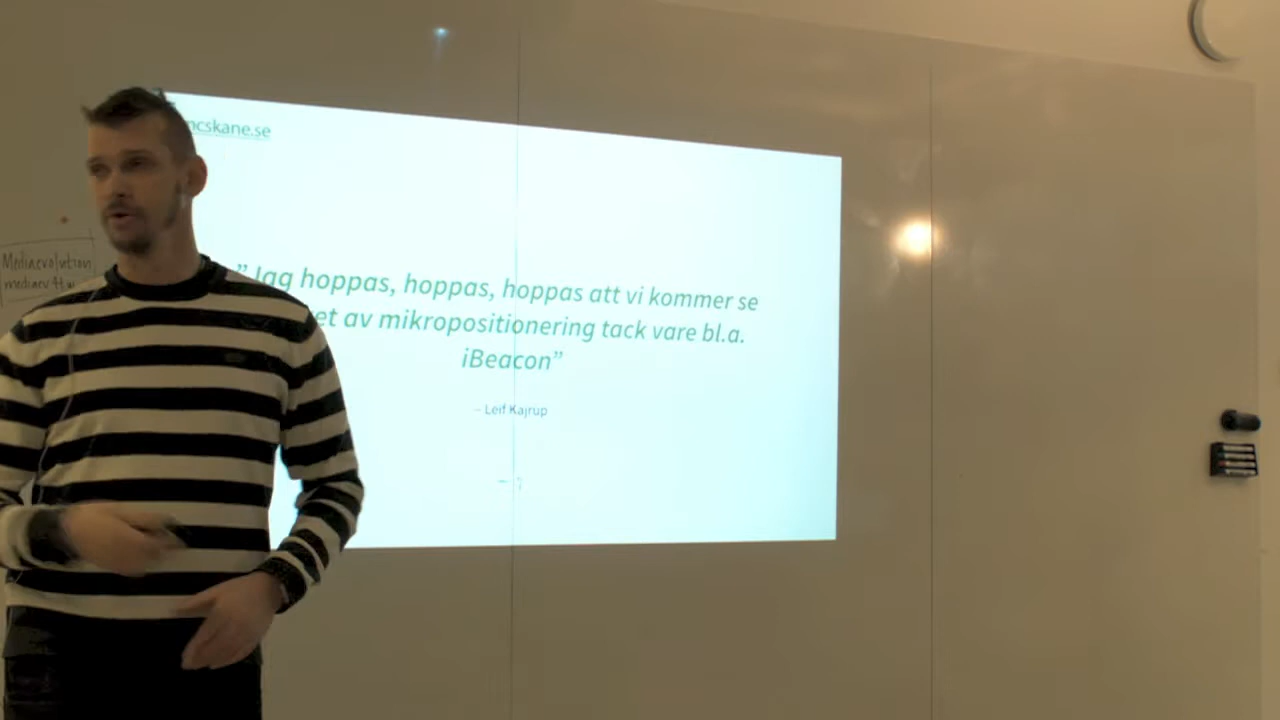 ncskane.se
Mediaevolution
" Jag hoppas, hoppas, hoppas att vi kommer se
et av mikropositionering tack vare bl.a.
iBeacon"
– Leif Kajrup